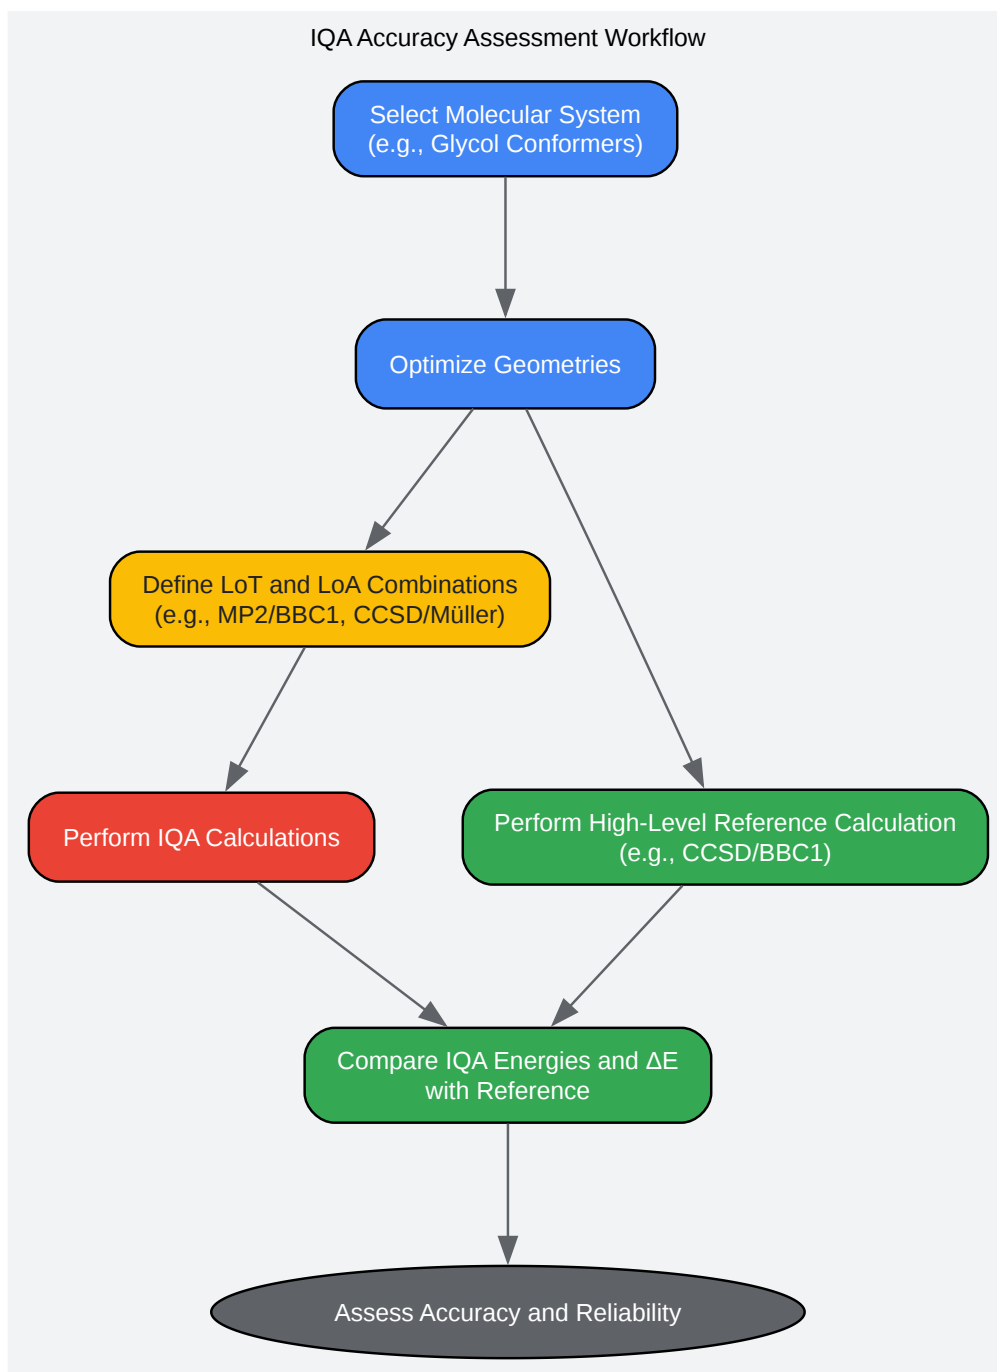 IQA Accuracy Assessment Workflow
Select Molecular System
(e.g., Glycol Conformers)
Optimize Geometries
Define LoT and LoA Combinations
(e.g., MP2/BBC1, CCSD/Müller)
Perform IQA Calculations
Perform High-Level Reference Calculation
(e.g., CCSD/BBC1)
Compare IQA Energies and ΔE
with Reference
Assess Accuracy and Reliability